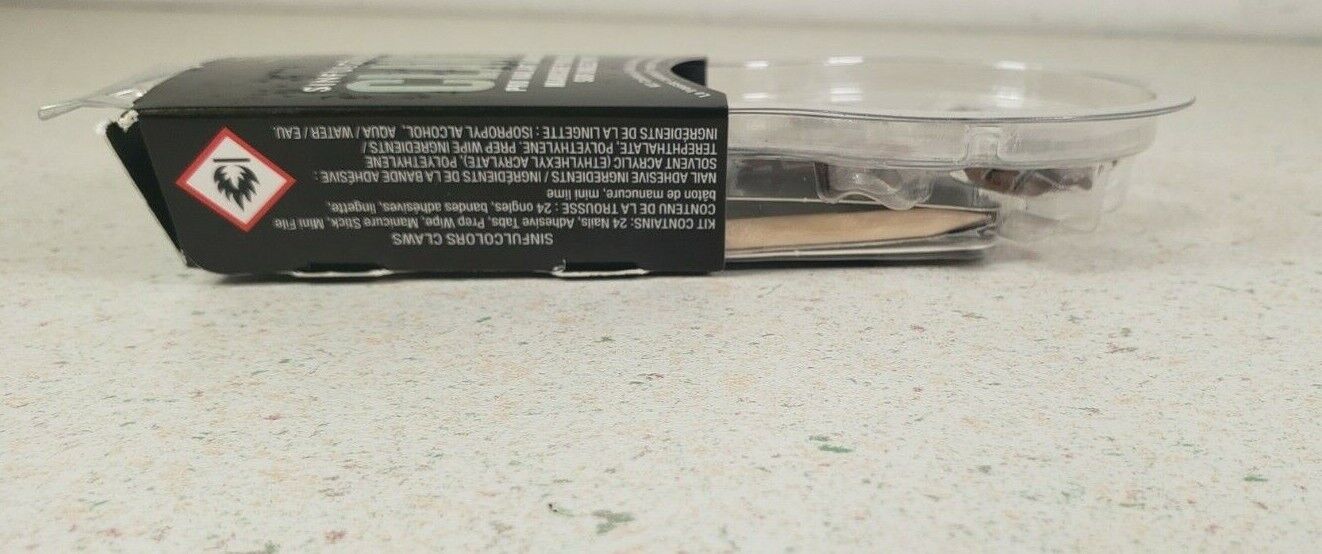 SINFULCOLORS CLAWS
KIT CONTAINS: 24 Nails, Adhesive Tabs, Prep Wipe, Manicure Stick, Mini File
CONTENU DE LA TROUSSE : 24 ongles, bandes adhésives, lingette,
bâton de manucure, mini lime
NAIL ADHESIVE INGREDIENTS / INGRÉDIENTS DE LA BANDE ADHÉSIVE :
SOLVENT ACRYLIC (ETHYLHEXYL ACRYLATE), POLYETHYLENE
TEREPHTHALATE, POLYETHYLENE. PREP WIPE INGREDIENTS /
INGRÉDIENTS DE LA LINGETTE : ISOPROPYL ALCOHOL, AQUA / WATER / EAU.